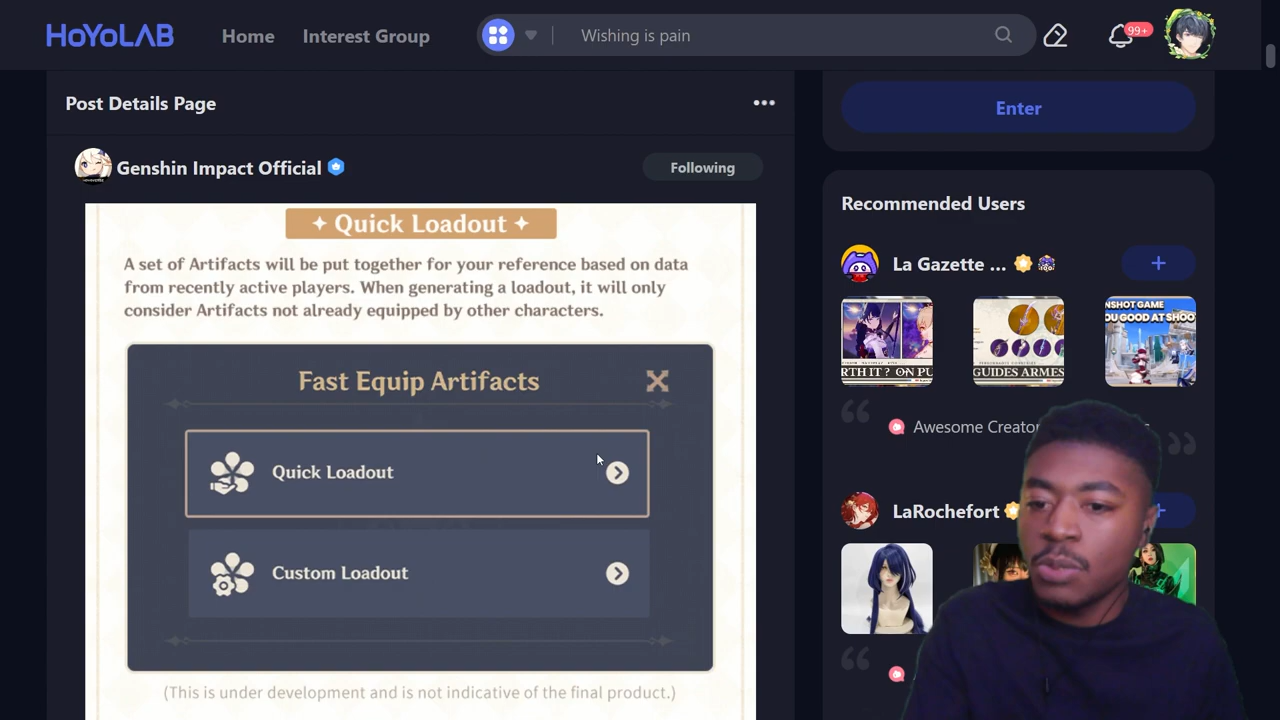 HoYoLAB
Home
Interest Group
Wishing is pain
99+
Post Details Page
Enter
Genshin Impact Official
Following
Recommended Users
Quick Loadout
A set of Artifacts will be put together for your reference based on data
from recently active players. When generating a loadout, it will only
consider Artifacts not already equipped by other characters.
La Gazette ...
NSHOT GAME
OU GOOD AT SHOO
RTH IT ? ON PU
GUIDES ARMES
Fast Equip Artifacts
Awesome Creato
Quick Loadout
LaRochefort
Custom Loadout
(This is under development and is not indicative of the final product.)